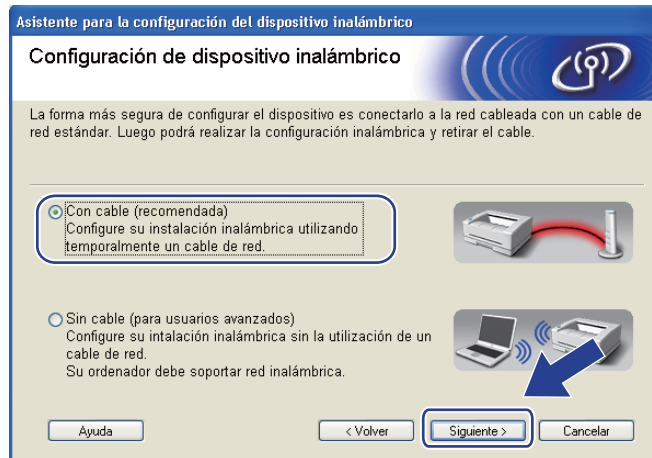 Asistente para la configuración del dispositivo inalámbrico
Configuración de dispositivo inalámbrico
La forma más segura de configurar el dispositivo es conectarlo a la red cableada con un cable de
red estándar. Luego podrá realizar la configuración inalámbrica y retirar el cable.
Con cable (recomendada)
Configure su instalación inalámbrica utilizando
temporalmente un cable de red.
Sin cable (para usuarios avanzados)
Configure su intalación inalámbrica sin la utilización de un
cable de red.
Su ordenador debe soportar red inalámbrica.
Ayuda
< Volver
Siguiente >
Cancelar